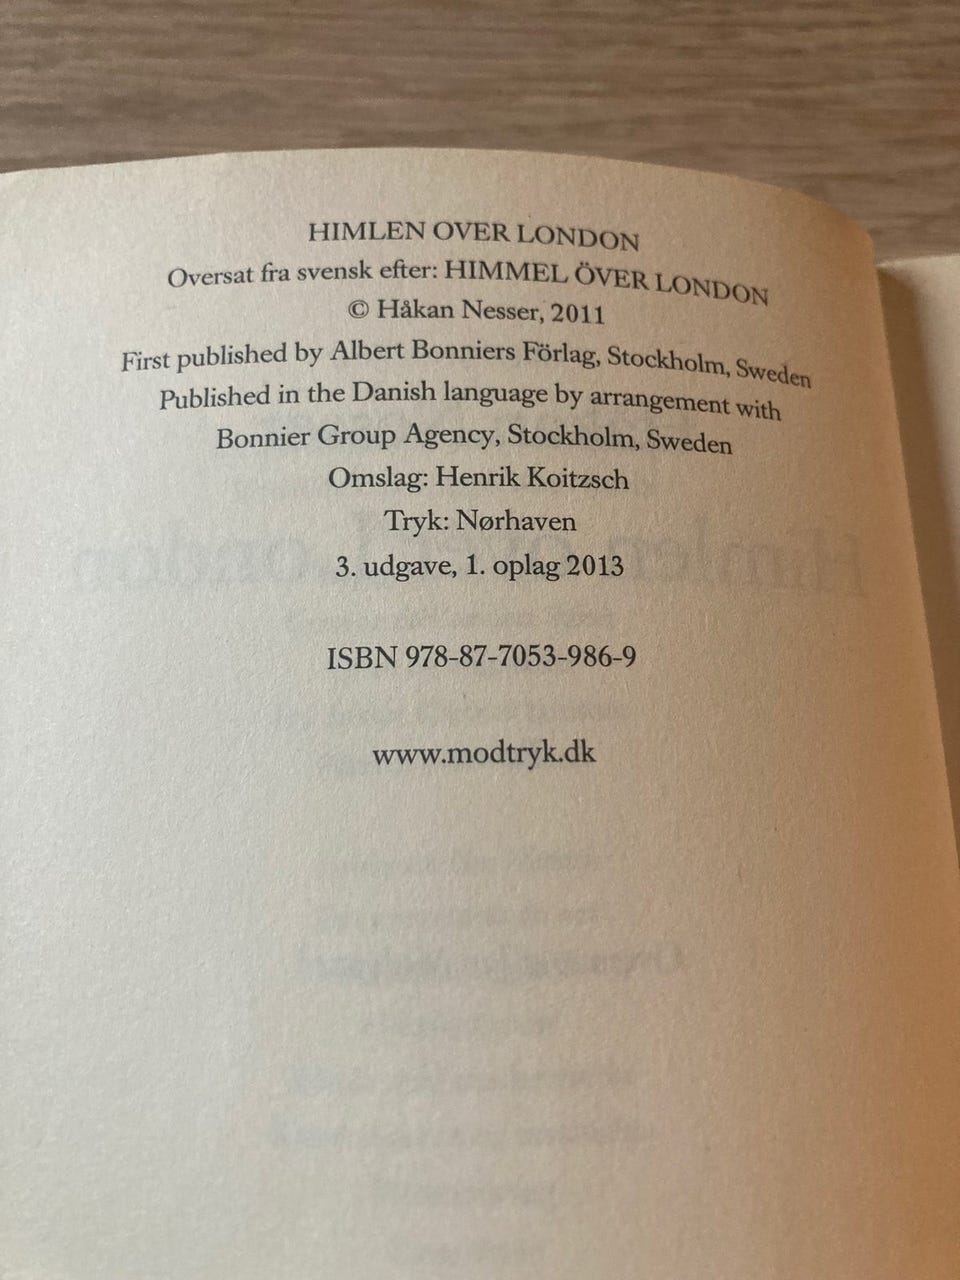 HIMLEN OVER LONDON
Oversat fra svensk efter: HIMMEL ÖVER LONDON
© Håkan Nesser, 2011
First published by Albert Bonniers Förlag, Stockholm, Sweden
Published in the Danish language by arrangement with
Bonnier Group Agency, Stockholm, Sweden
Omslag: Henrik Koitzsch
Tryk: Nørhaven
3. udgave, 1. oplag 2013
ISBN 978-87-7053-986-9
www.modtryk.dk